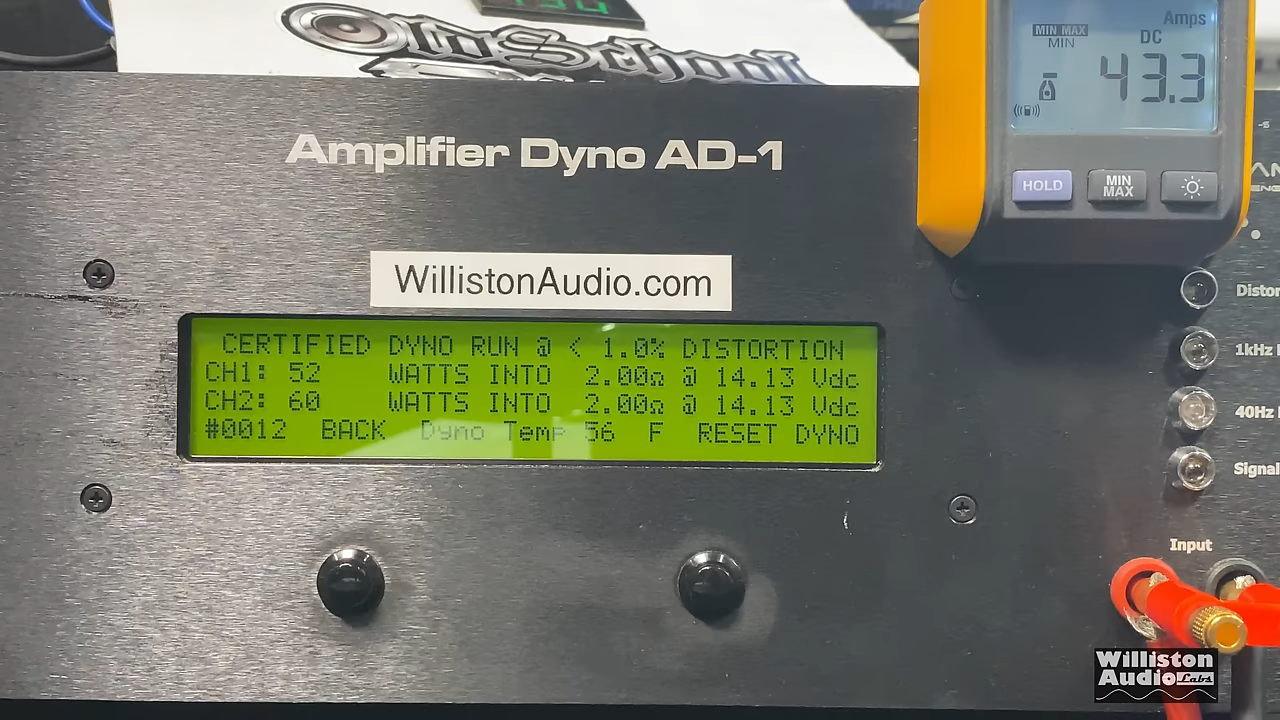 134
OldSchool
Amps
MIN MAX
MIN
DC
43.3
HOLD
MIN
MAX
Amplifier Dyno AD-1
WillistonAudio.com
CERTIFIED DYNO RUN @ < 1.0% DISTORTION
CH1: 52 WATTS INTO 2.00Ω @ 14.13 Vdc
CH2: 60 WATTS INTO 2.00Ω @ 14.13 Vdc
#0012 BACK Dyno Temp 56 F RESET DYNO
Distor
1kHz
40Hz
Signal
Input
Williston
Audio Labs